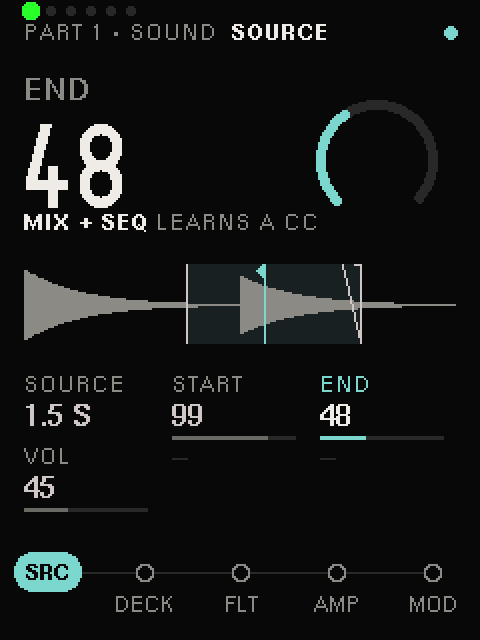 PART 1 · SOUND SOURCE
END
48
MIX + SEQ LEARNS A CC
SOURCE START END
1.5 S 99 48
VOL — —
45
SRC
DECK FLT AMP MOD